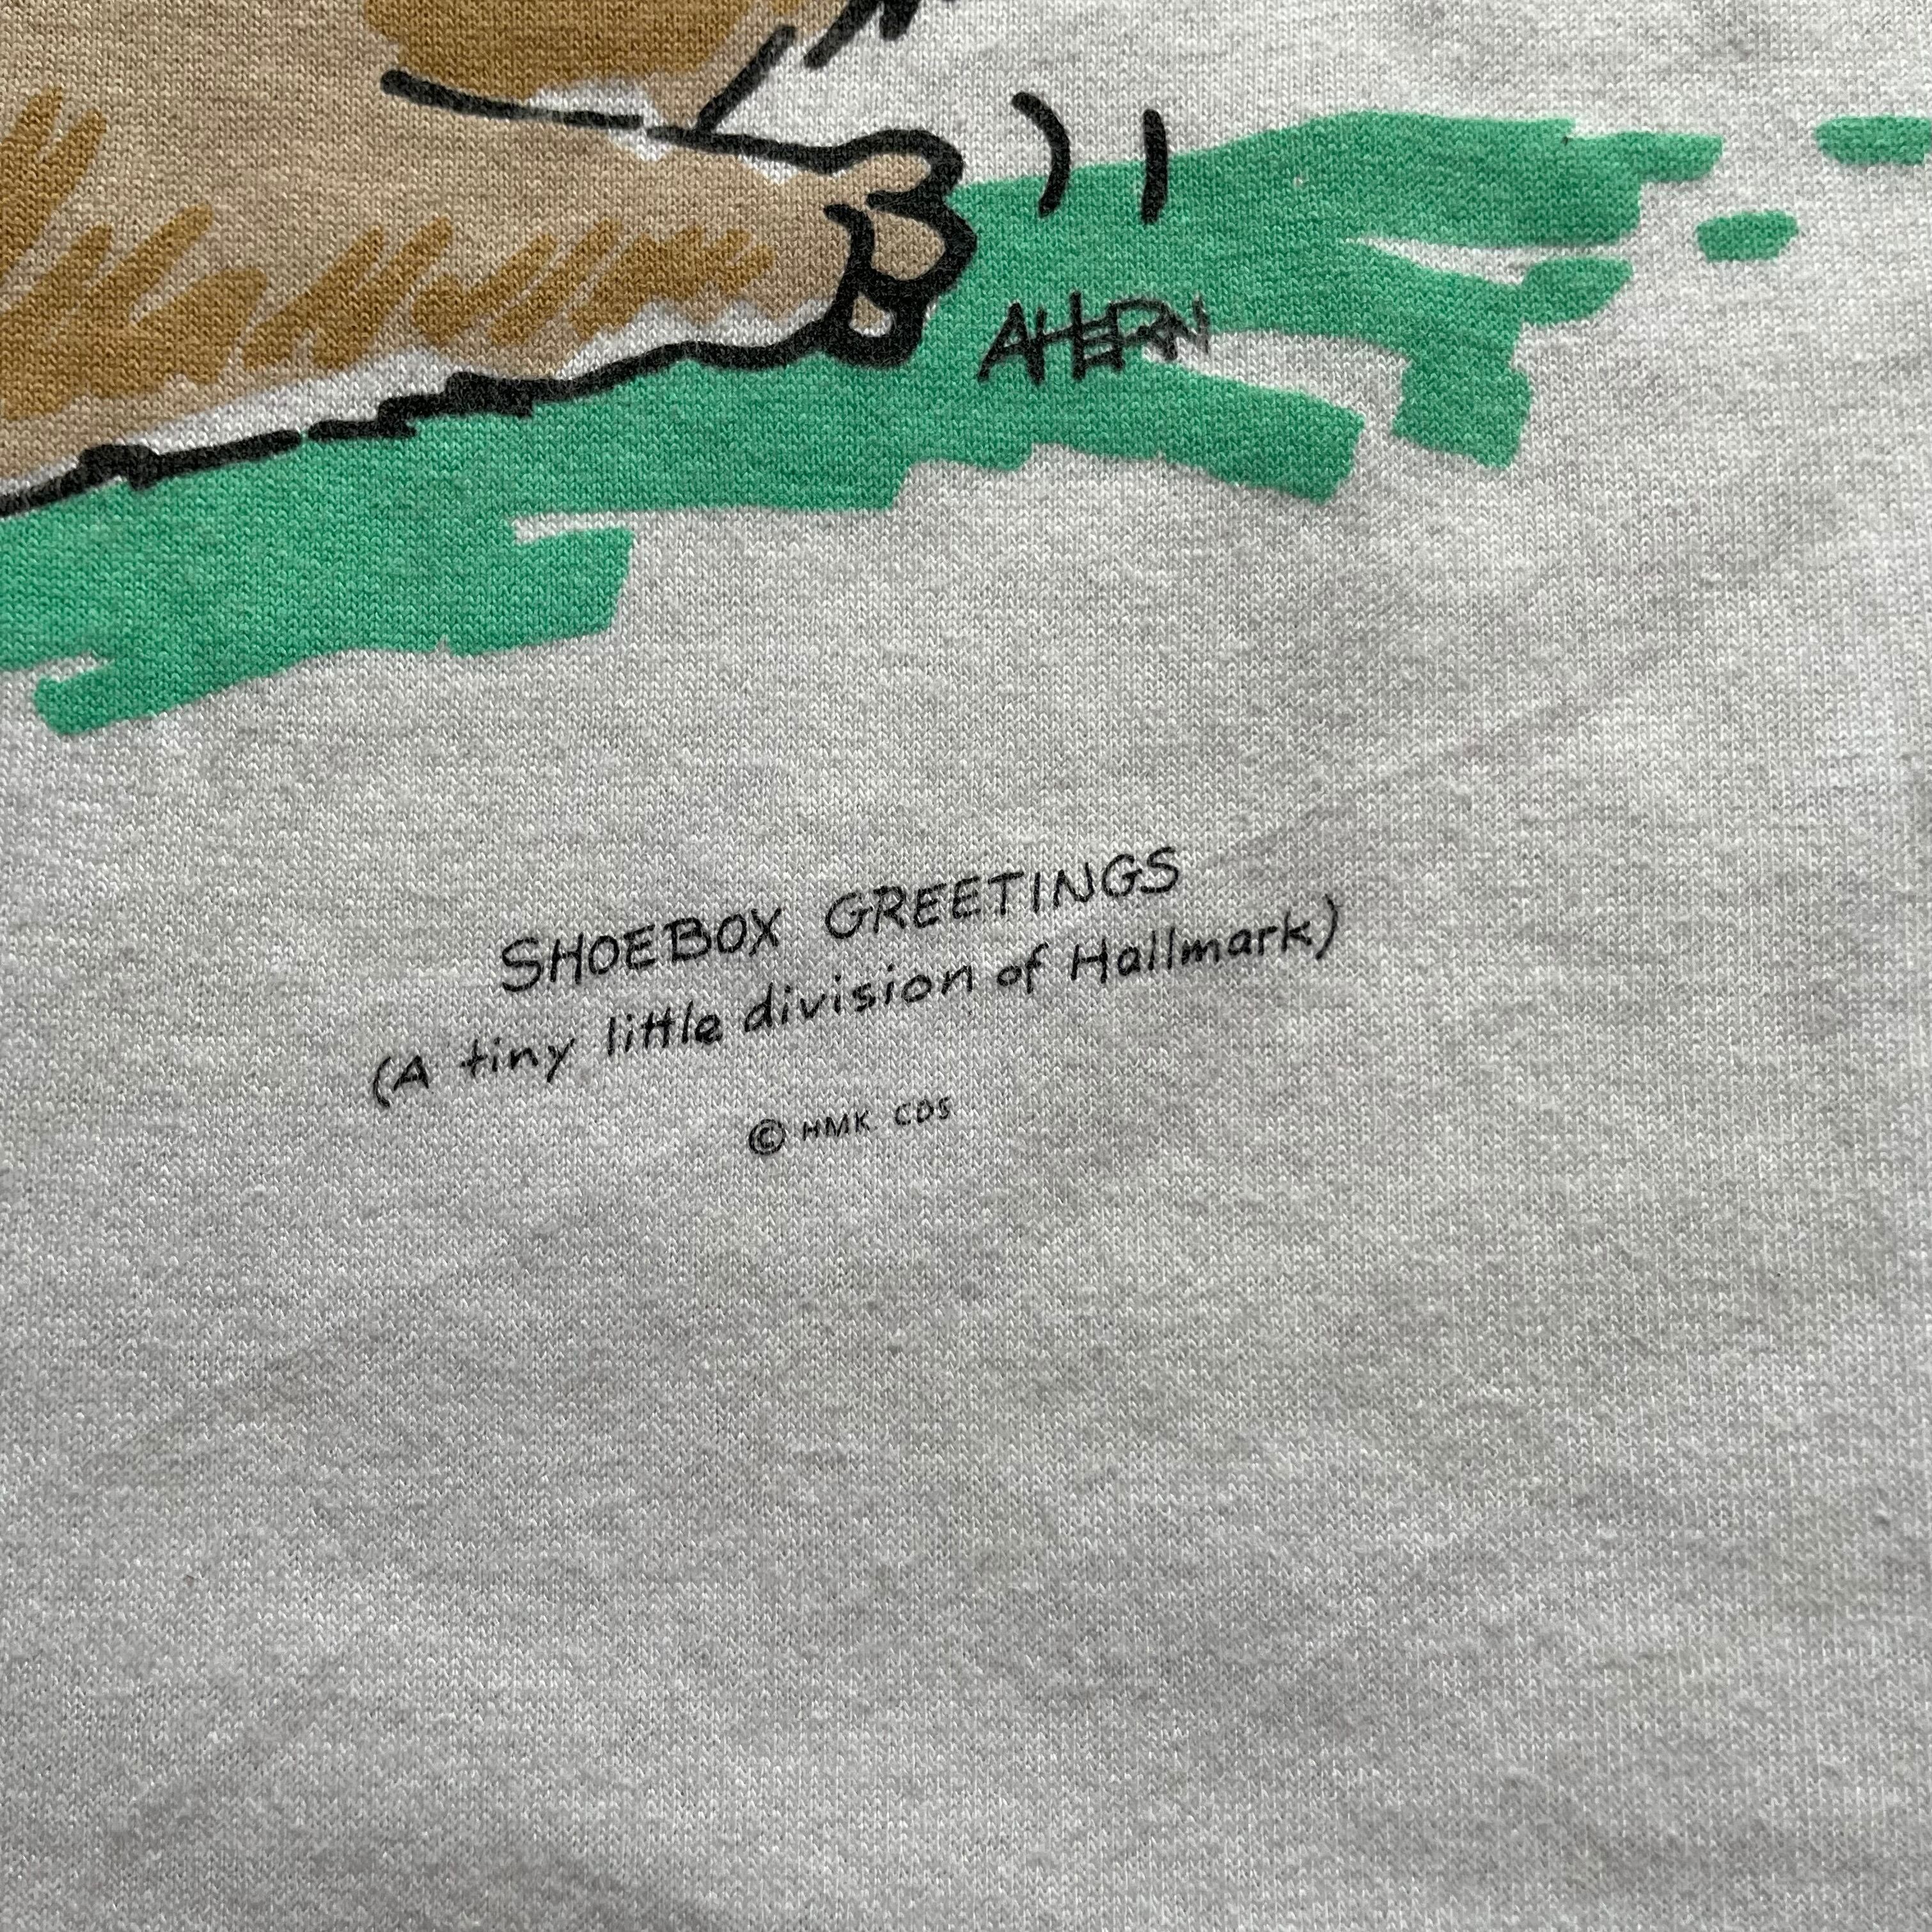 AHERN
SHOEBOX GREETINGS
(A tiny little division of Hallmark)
© HMK. CDS